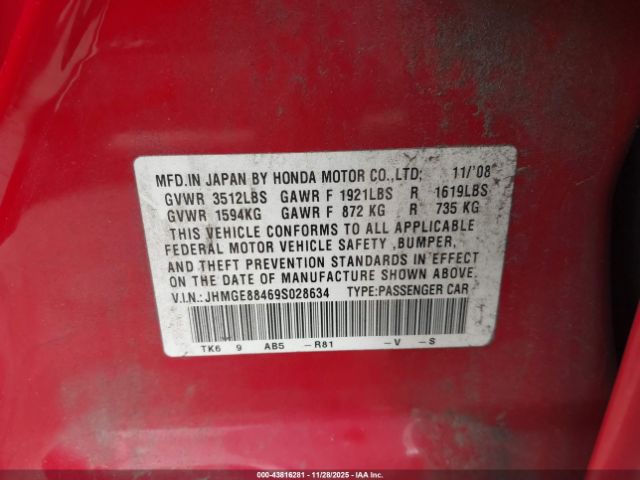 MFD.IN JAPAN BY HONDA MOTOR CO.,LTD; 11/'08
GVWR 3512LBS GAWR F 1921LBS R 1619LBS
GVWR 1594KG GAWR F 872 KG R 735 KG
THIS VEHICLE CONFORMS TO ALL APPLICABLE
FEDERAL MOTOR VEHICLE SAFETY ,BUMPER,
AND THEFT PREVENTION STANDARDS IN EFFECT
ON THE DATE OF MANUFACTURE SHOWN ABOVE.
V.I.N.:JHMGE88469S028634 TYPE:PASSENGER CAR
TK6 9 AB5 -R81 -V -S
000-43816281 - 11/28/2025 - IAA Inc.